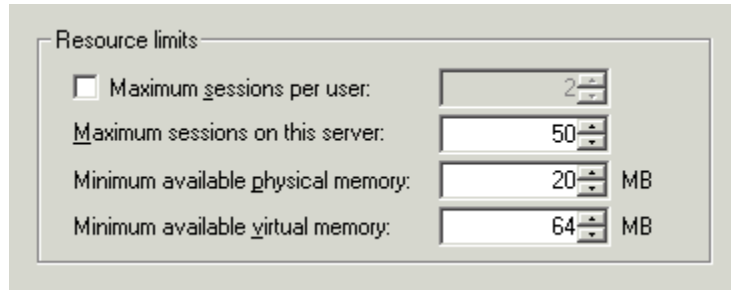 Resource limits
Maximum sessions per user: 2
Maximum sessions on this server: 50
Minimum available physical memory: 20 MB
Minimum available virtual memory: 64 MB